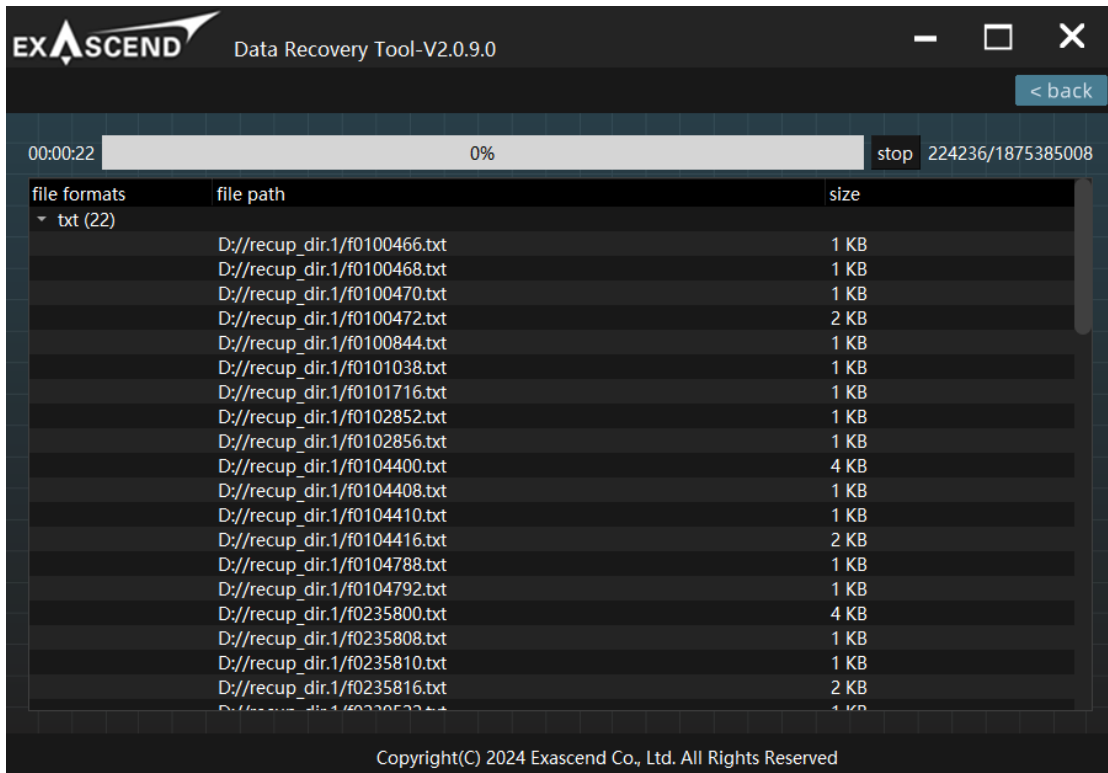 EXASCEND
Data Recovery Tool-V2.0.9.0
< back
00:00:22 0% stop 224236/1875385008
file formats file path size
txt (22)
D://recup_dir.1/f0100466.txt 1 KB
D://recup_dir.1/f0100468.txt 1 KB
D://recup_dir.1/f0100470.txt 1 KB
D://recup_dir.1/f0100472.txt 2 KB
D://recup_dir.1/f0100844.txt 1 KB
D://recup_dir.1/f0101038.txt 1 KB
D://recup_dir.1/f0101716.txt 1 KB
D://recup_dir.1/f0102852.txt 1 KB
D://recup_dir.1/f0102856.txt 1 KB
D://recup_dir.1/f0104400.txt 4 KB
D://recup_dir.1/f0104408.txt 1 KB
D://recup_dir.1/f0104410.txt 1 KB
D://recup_dir.1/f0104416.txt 2 KB
D://recup_dir.1/f0104788.txt 1 KB
D://recup_dir.1/f0104792.txt 1 KB
D://recup_dir.1/f0235800.txt 4 KB
D://recup_dir.1/f0235808.txt 1 KB
D://recup_dir.1/f0235810.txt 1 KB
D://recup_dir.1/f0235816.txt 2 KB
1 KB
Copyright(C) 2024 Exascend Co., Ltd. All Rights Reserved